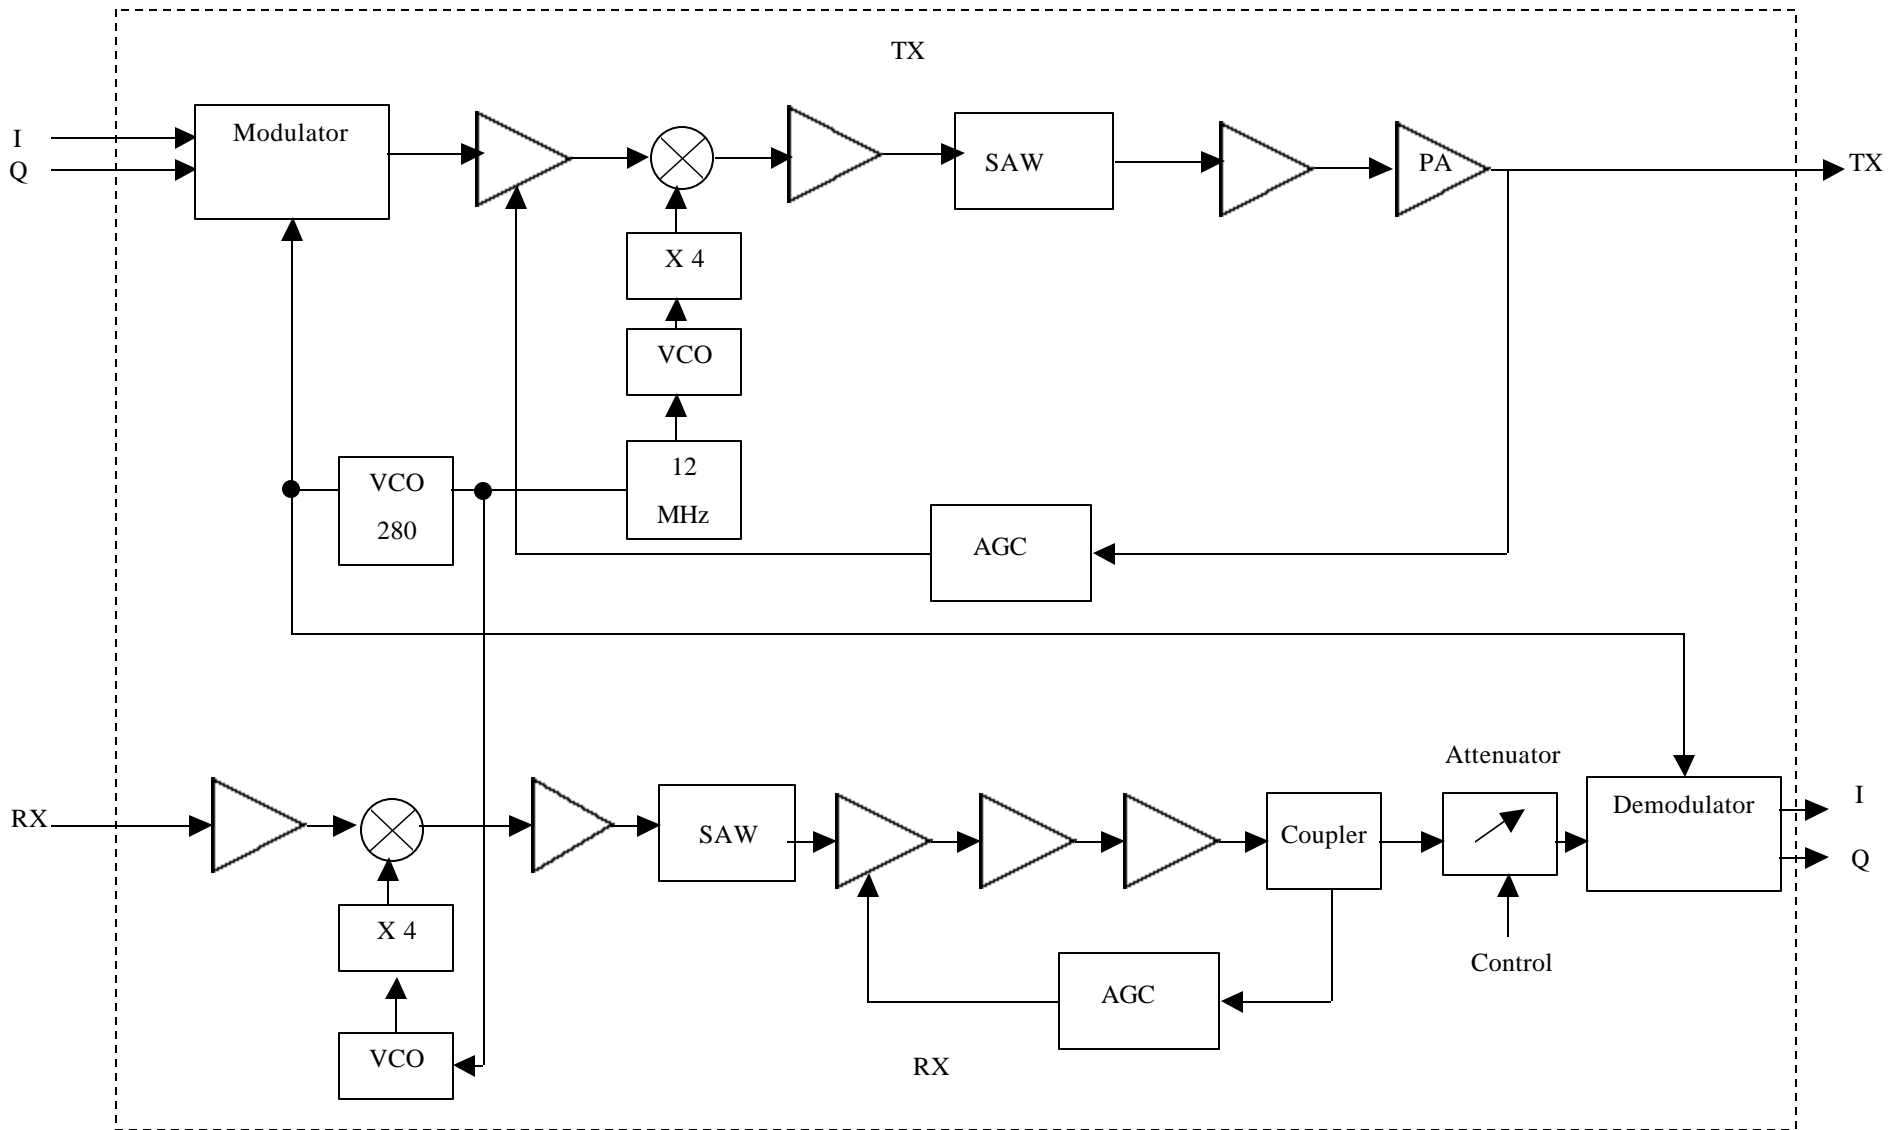 TX
I
Q
Modulator
SAW
PA
TX
X 4
VCO
12
MHz
VCO
280
AGC
RX
SAW
Coupler
Attenuator
Demodulator
I
Q
X 4
VCO
AGC
Control
RX